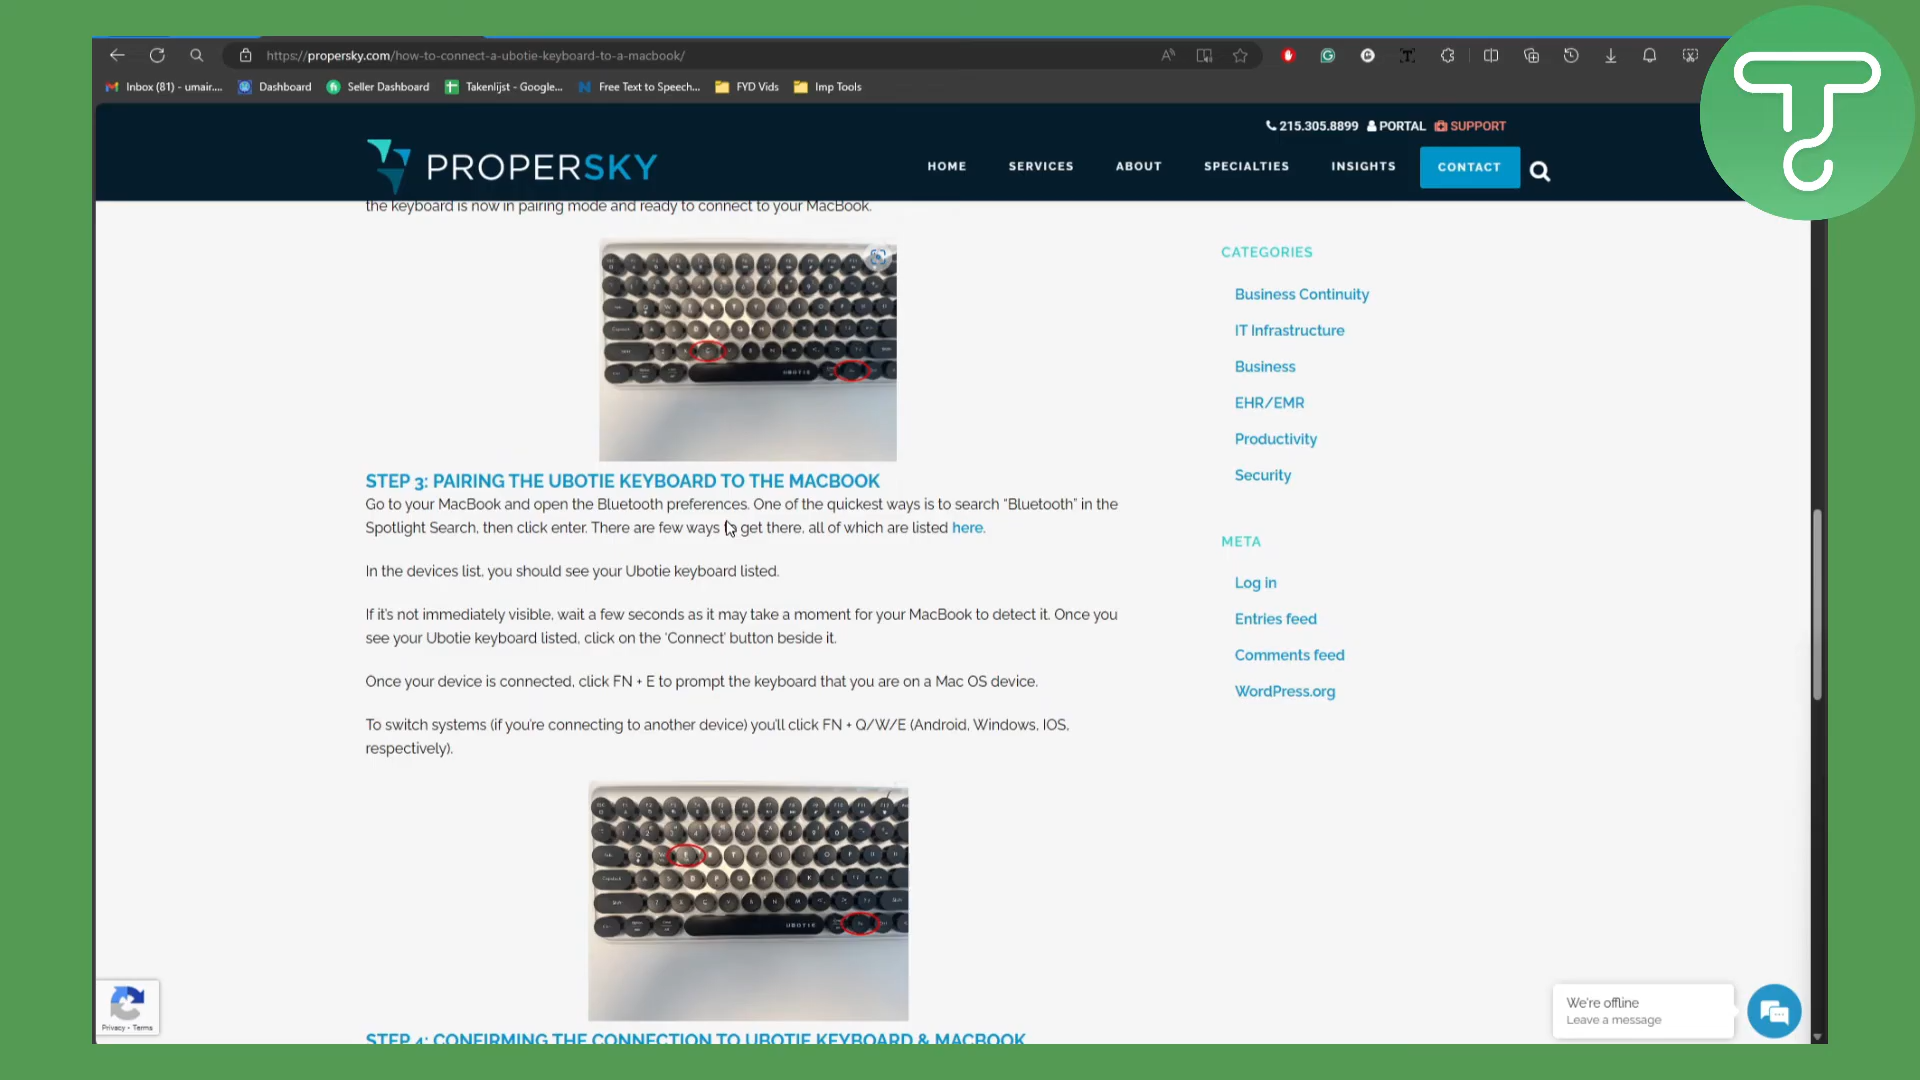 https://propersky.com/how-to-connect-a-ubotie-keyboard-to-a-macbook/
Inbox (81) - umair.... Dashboard Seller Dashboard Takenlijst - Google... Free Text to Speech... FYD Vids Imp Tools
215.305.8899 PORTAL SUPPORT
PROPERSKY
HOME SERVICES ABOUT SPECIALTIES INSIGHTS CONTACT
the keyboard is now in pairing mode and ready to connect to your MacBook.
UBOTIE
STEP 3: PAIRING THE UBOTIE KEYBOARD TO THE MACBOOK
Go to your MacBook and open the Bluetooth preferences. One of the quickest ways is to search “Bluetooth” in the
Spotlight Search, then click enter. There are few ways to get there, all of which are listed here.
In the devices list, you should see your Ubotie keyboard listed.
If it’s not immediately visible, wait a few seconds as it may take a moment for your MacBook to detect it. Once you
see your Ubotie keyboard listed, click on the ‘Connect’ button beside it.
Once your device is connected, click FN + E to prompt the keyboard that you are on a Mac OS device.
To switch systems (if you’re connecting to another device) you’ll click FN + Q/W/E (Android, Windows, IOS,
respectively).
UBOTIE
STEP 4: CONFIRMING THE CONNECTION TO UBOTIE KEYBOARD & MACBOOK
CATEGORIES
Business Continuity
IT Infrastructure
Business
EHR/EMR
Productivity
Security
META
Log in
Entries feed
Comments feed
WordPress.org
Privacy - Terms
We're offline
Leave a message